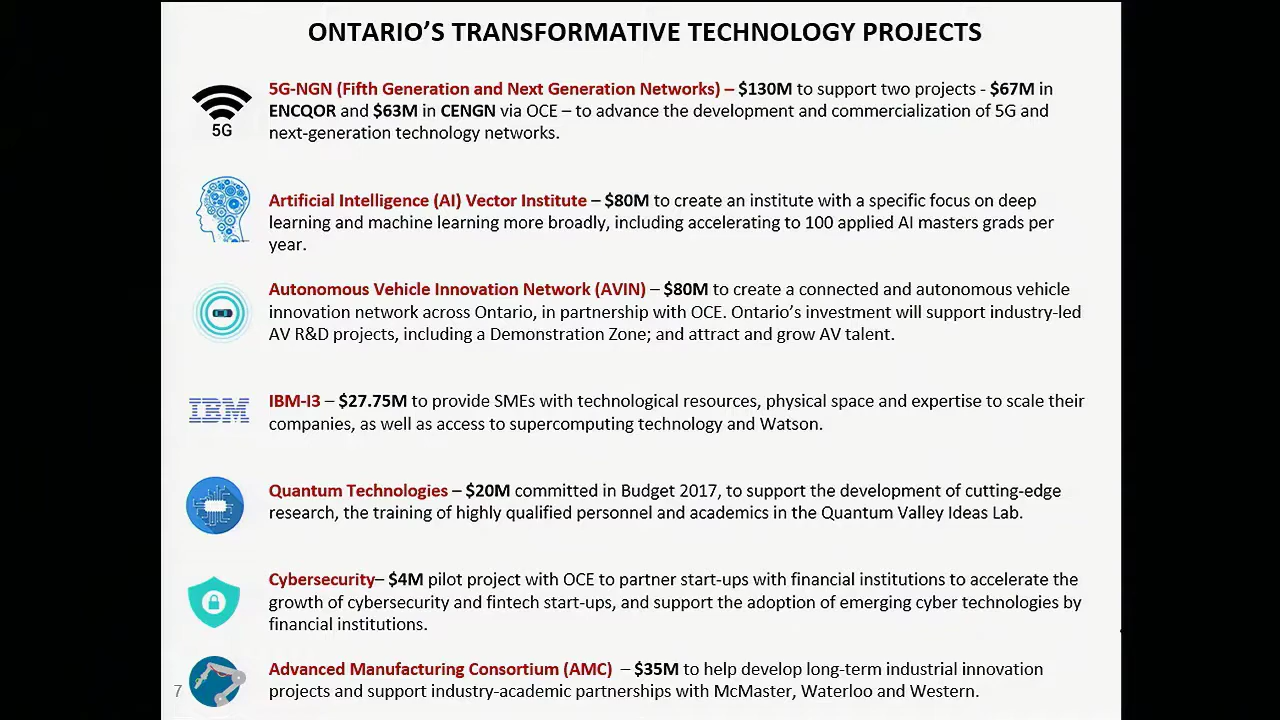 ONTARIO’S TRANSFORMATIVE TECHNOLOGY PROJECTS
5G
5G-NGN (Fifth Generation and Next Generation Networks) – $130M to support two projects - $67M in
ENCQOR and $63M in CENGN via OCE – to advance the development and commercialization of 5G and
next-generation technology networks.
Artificial Intelligence (AI) Vector Institute – $80M to create an institute with a specific focus on deep
learning and machine learning more broadly, including accelerating to 100 applied AI masters grads per
year.
Autonomous Vehicle Innovation Network (AVIN) – $80M to create a connected and autonomous vehicle
innovation network across Ontario, in partnership with OCE. Ontario’s investment will support industry-led
AV R&D projects, including a Demonstration Zone; and attract and grow AV talent.
IBM
IBM-I3 – $27.75M to provide SMEs with technological resources, physical space and expertise to scale their
companies, as well as access to supercomputing technology and Watson.
Quantum Technologies – $20M committed in Budget 2017, to support the development of cutting-edge
research, the training of highly qualified personnel and academics in the Quantum Valley Ideas Lab.
Cybersecurity– $4M pilot project with OCE to partner start-ups with financial institutions to accelerate the
growth of cybersecurity and fintech start-ups, and support the adoption of emerging cyber technologies by
financial institutions.
Advanced Manufacturing Consortium (AMC) – $35M to help develop long-term industrial innovation
projects and support industry-academic partnerships with McMaster, Waterloo and Western.
7